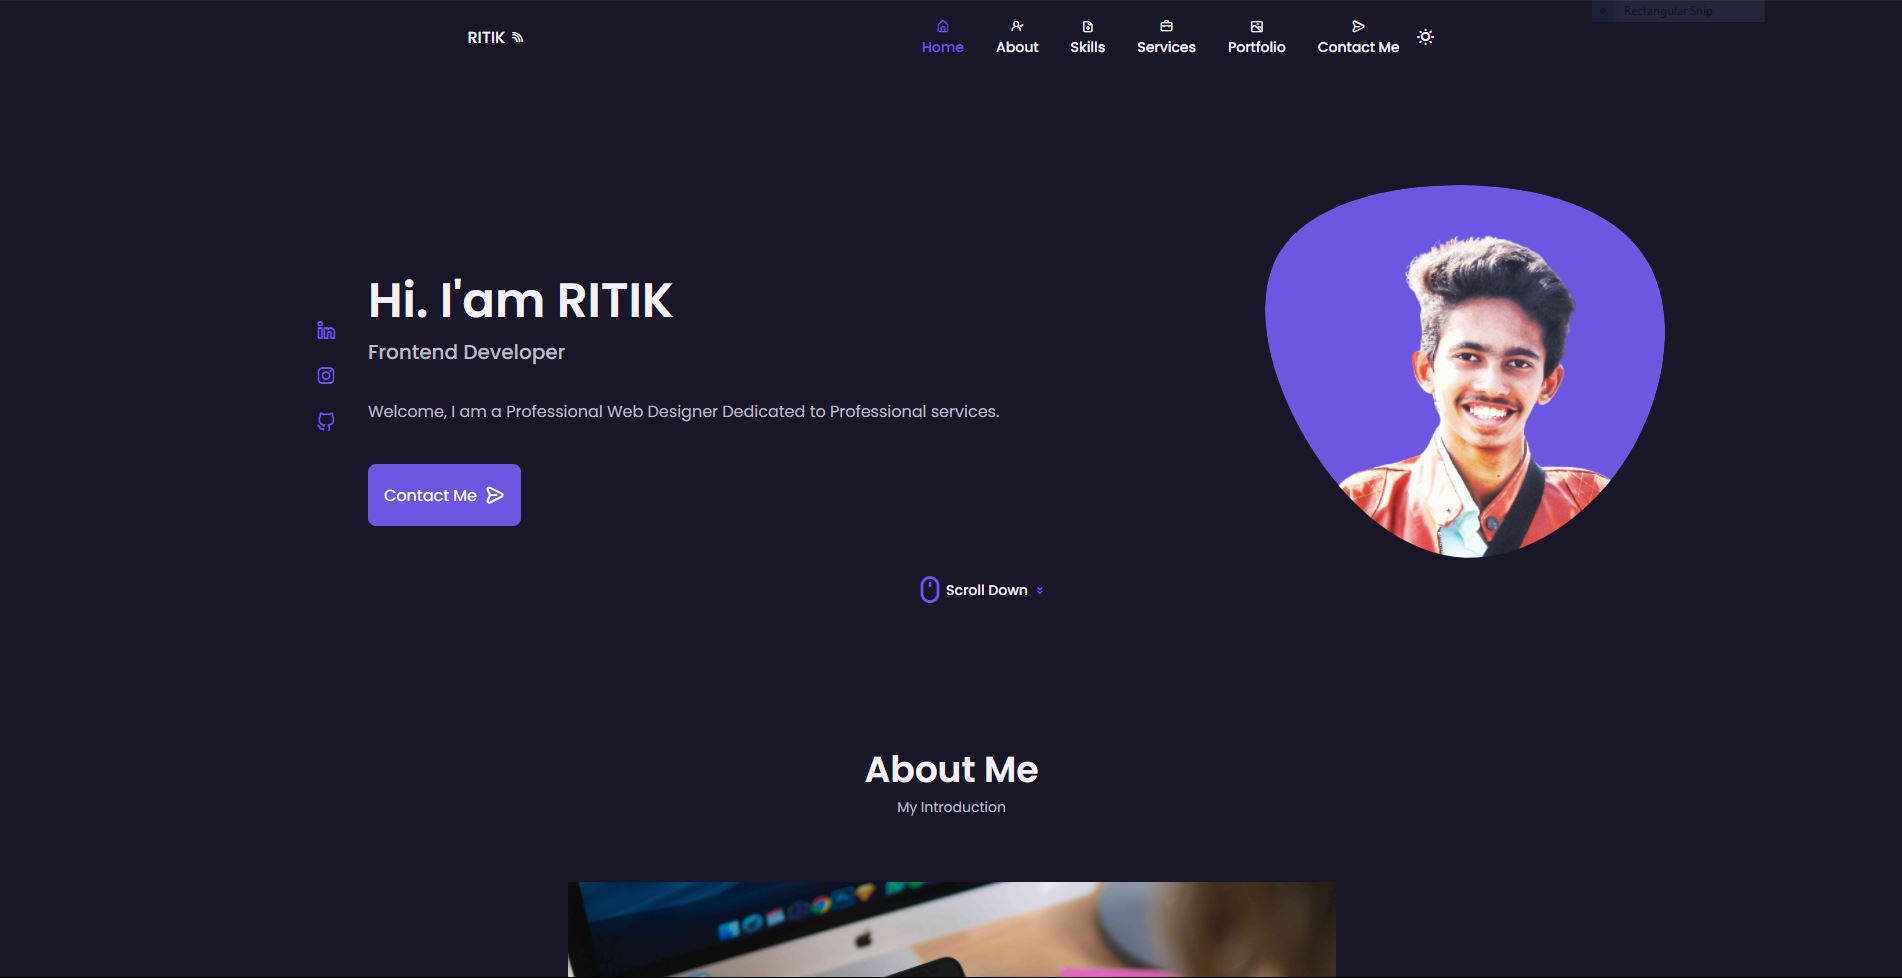 Rectangular Snip
RITIK
Home About Skills Services Portfolio Contact Me
Hi. I'am RITIK
Frontend Developer
Welcome, I am a Professional Web Designer Dedicated to Professional services.
Contact Me
Scroll Down
About Me
My Introduction